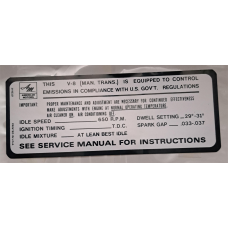 THIS V-8 (MAN. TRANS.) IS EQUIPPED TO CONTROL
EMISSIONS IN COMPLIANCE WITH U.S. GOV'T. REGULATIONS
IMPORTANT: PROPER MAINTENANCE AND ADJUSTMENT ARE NECESSARY FOR CONTINUED EFFECTIVENESS
MAKE ADJUSTMENTS WITH ENGINE AT NORMAL OPERATING TEMPERATURE
AIR CLEANER ON AIR CONDITIONING OFF
IDLE SPEED 650 R.P.M. DWELL SETTING 29°-31°
IGNITION TIMING T.D.C. SPARK GAP .033-.037
IDLE MIXTURE AT LEAN BEST IDLE
SEE SERVICE MANUAL FOR INSTRUCTIONS